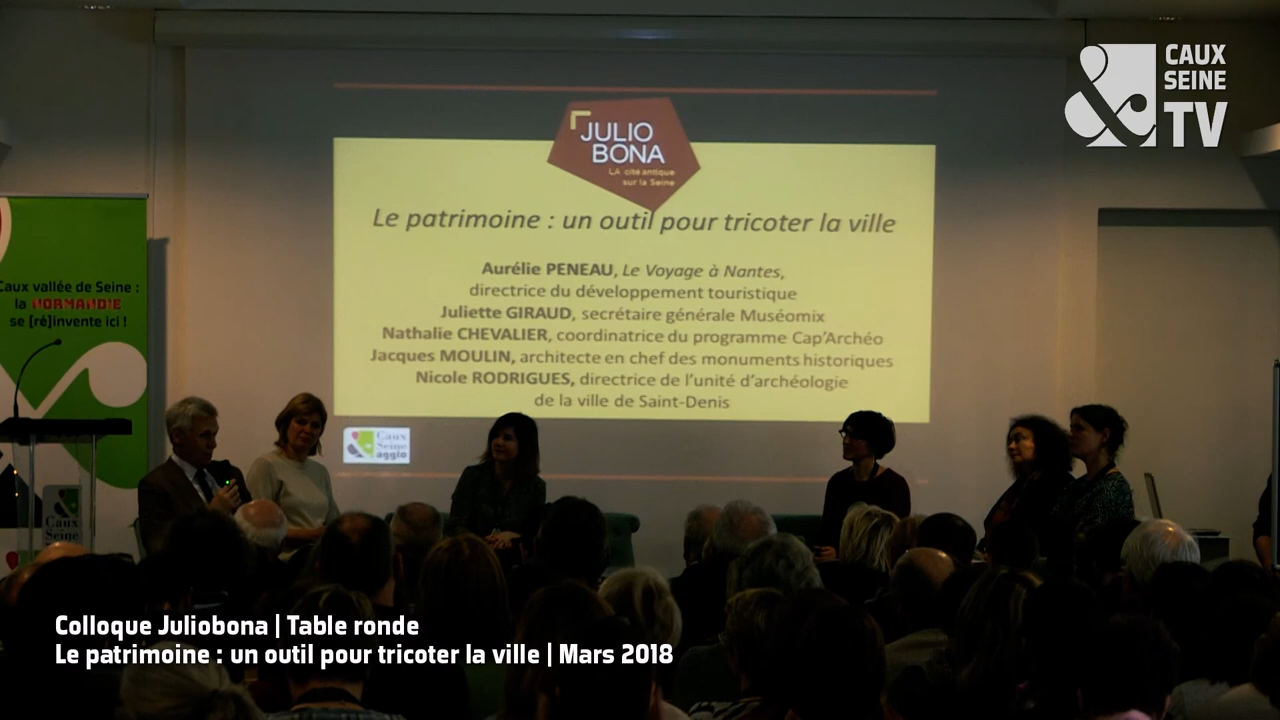 CAUX
SEINE
TV
JULIO
BONA
LA cité antique
sur la Seine
Le patrimoine : un outil pour tricoter la ville
Aurélie PENEAU, Le Voyage à Nantes,
directrice du développement touristique
Juliette GIRAUD, secrétaire générale Muséomix
Nathalie CHEVALIER, coordinatrice du programme Cap'Archéo
Jacques MOULIN, architecte en chef des monuments historiques
Nicole RODRIGUES, directrice de l'unité d'archéologie
de la ville de Saint-Denis
Caux
Seine
agglo
Caux vallée de Seine :
la NORMANDIE
se [ré]invente ici !
Caux
Seine
Colloque Juliobona | Table ronde
Le patrimoine : un outil pour tricoter la ville | Mars 2018